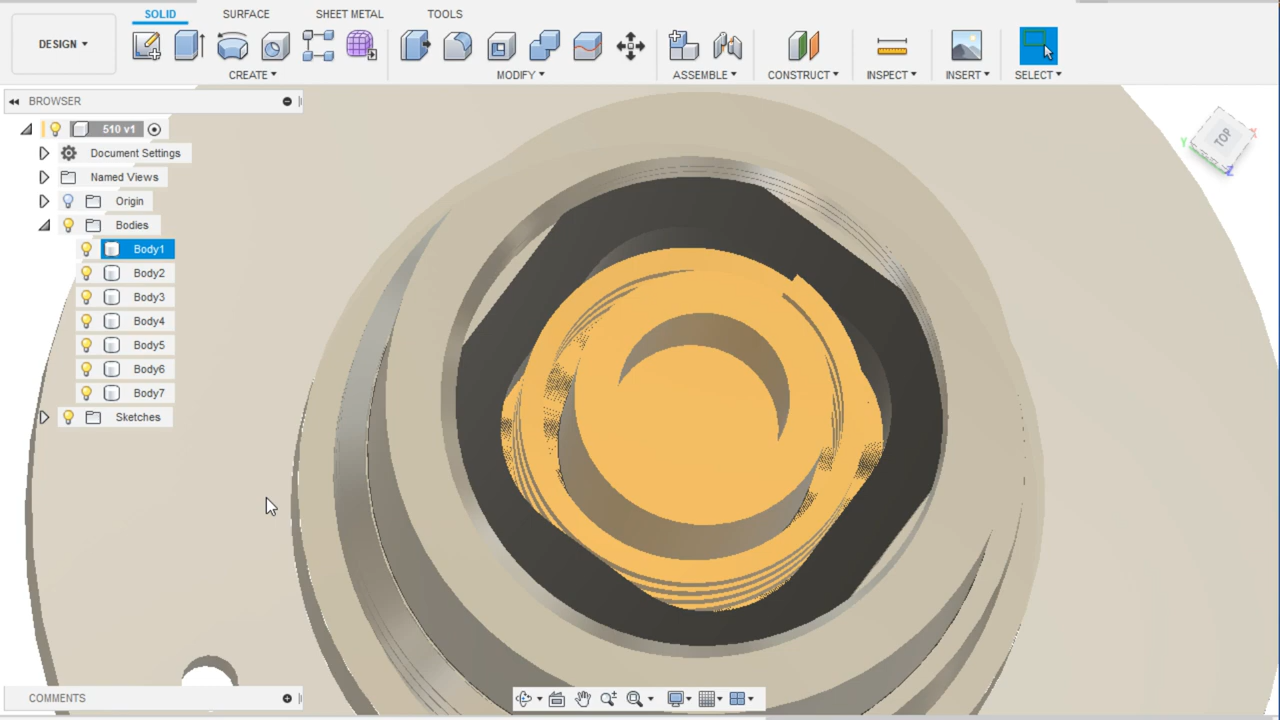 SOLID SURFACE SHEET METAL TOOLS
DESIGN
CREATE MODIFY ASSEMBLE CONSTRUCT INSPECT INSERT SELECT
BROWSER
510 v1
Document Settings
Named Views
Origin
Bodies
Body1
Body2
Body3
Body4
Body5
Body6
Body7
Sketches
TOP
X
Y
Z
COMMENTS